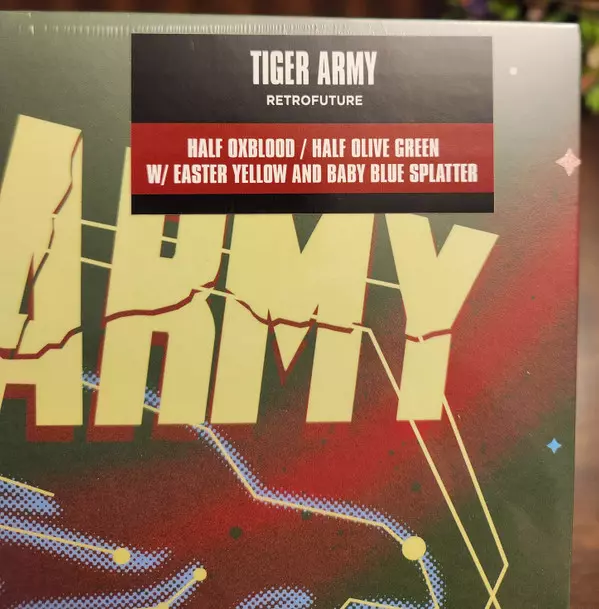 TIGER ARMY
RETROFUTURE
HALF OXBLOOD / HALF OLIVE GREEN
W/ EASTER YELLOW AND BABY BLUE SPLATTER
ARMY